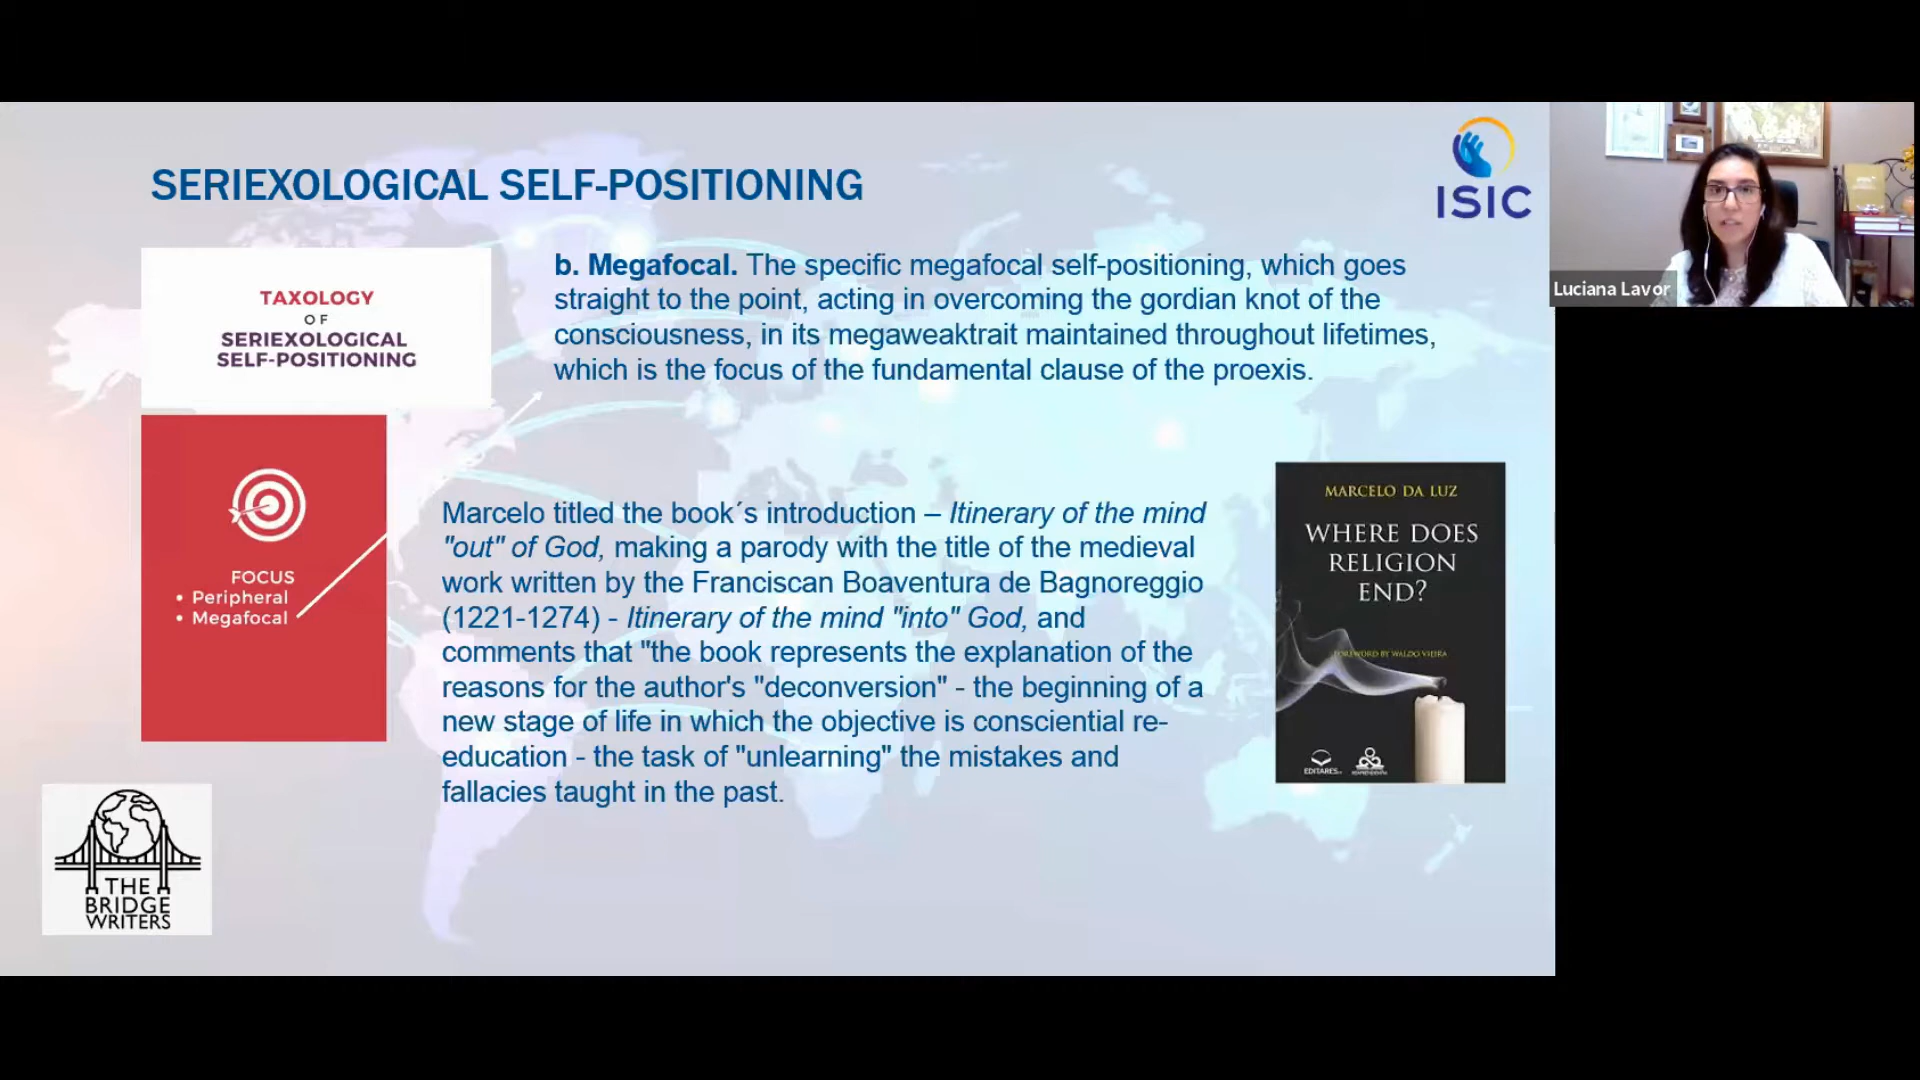 SERIEXOLOGICAL SELF-POSITIONING
ISIC
Luciana Lavor
TAXOLOGY
OF
SERIEXOLOGICAL
SELF-POSITIONING
b. Megafocal. The specific megafocal self-positioning, which goes
straight to the point, acting in overcoming the gordian knot of the
consciousness, in its megaweaktrait maintained throughout lifetimes,
which is the focus of the fundamental clause of the proexis.
FOCUS
• Peripheral
• Megafocal
Marcelo titled the book´s introduction – Itinerary of the mind
"out" of God, making a parody with the title of the medieval
work written by the Franciscan Boaventura de Bagnoreggio
(1221-1274) - Itinerary of the mind "into" God, and
comments that "the book represents the explanation of the
reasons for the author's "deconversion" - the beginning of a
new stage of life in which the objective is consciential re-
education - the task of "unlearning" the mistakes and
fallacies taught in the past.
MARCELO DA LUZ
WHERE DOES
RELIGION
END?
FOREWORD BY WALDO VIEIRA
EDITARES
THE
BRIDGE
WRITERS